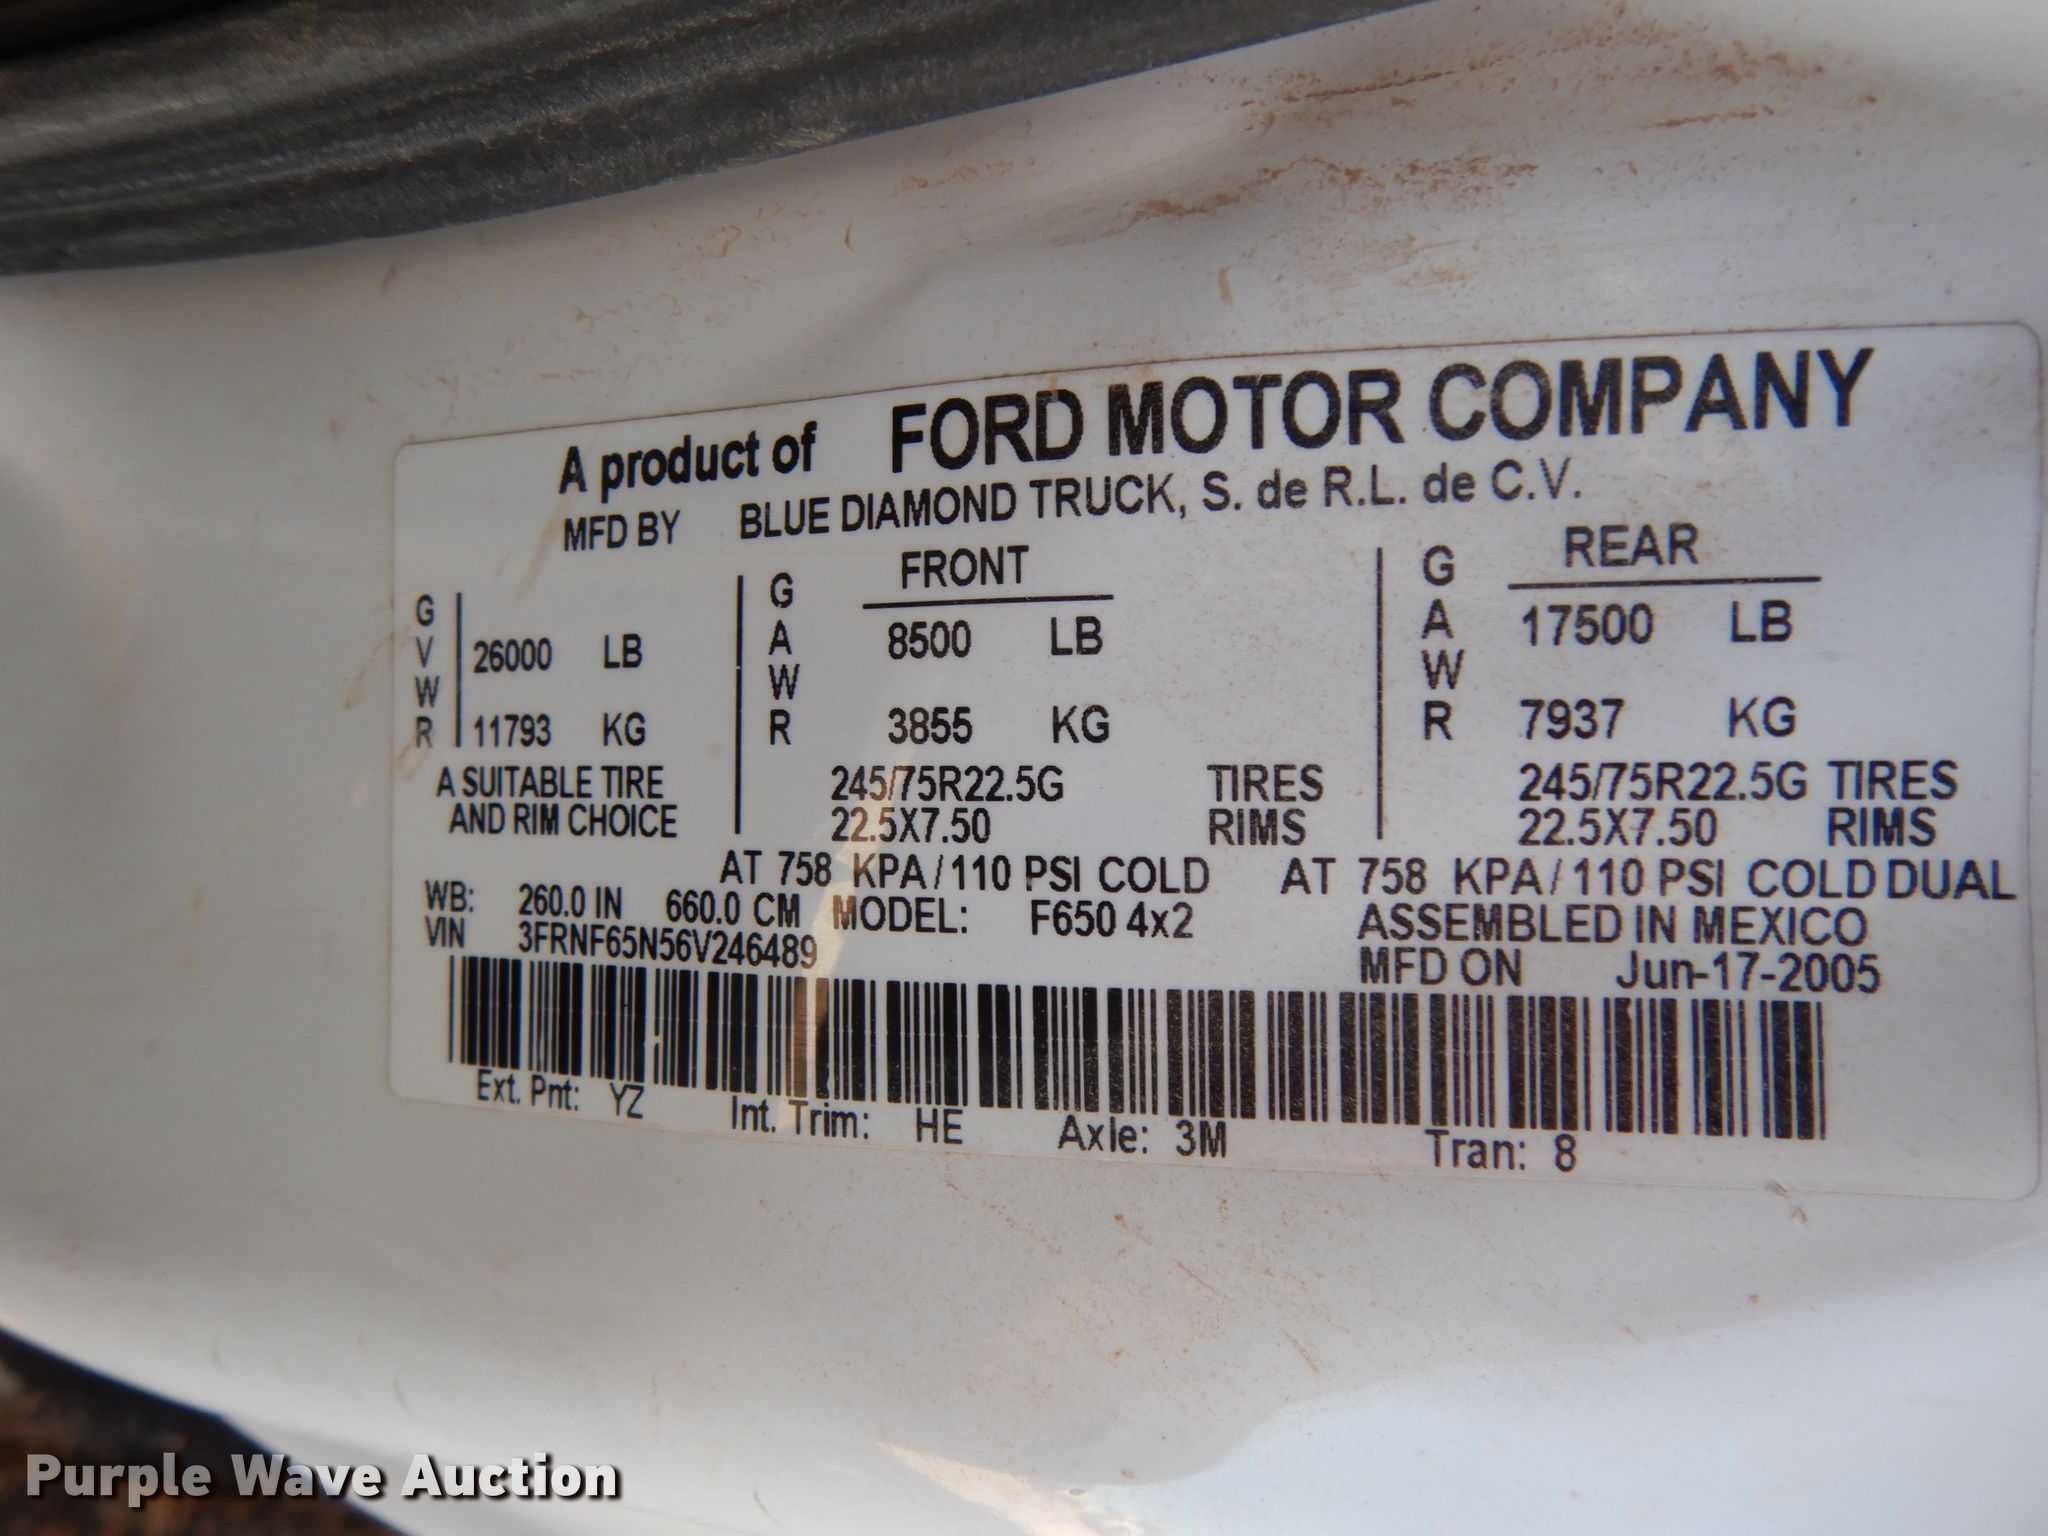 A product of FORD MOTOR COMPANY
MFD BY BLUE DIAMOND TRUCK, S. de R.L. de C.V.
GVWR 26000 LB
11793 KG
GAWR FRONT
8500 LB
3855 KG
GAWR REAR
17500 LB
7937 KG
A SUITABLE TIRE 245/75R22.5G TIRES 245/75R22.5G TIRES
AND RIM CHOICE 22.5X7.50 RIMS 22.5X7.50 RIMS
AT 758 KPA/110 PSI COLD AT 758 KPA/110 PSI COLD DUAL
WB: 260.0 IN 660.0 CM MODEL: F650 4x2 ASSEMBLED IN MEXICO
VIN 3FRNF65N56V246489 MFD ON Jun-17-2005
Ext. Pnt: YZ Int. Trim: HE Axle: 3M Tran: 8
Purple Wave Auction